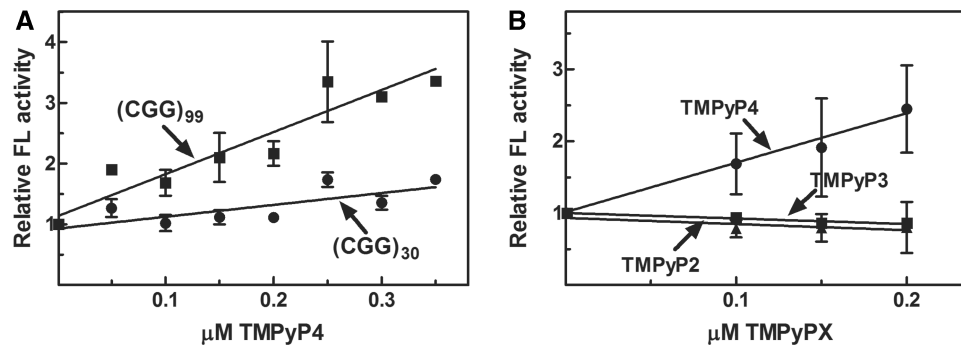 A
Relative FL activity
4
3
2
1
(CGG)99
(CGG)30
0.1
0.2
0.3
μM TMPyP4
B
Relative FL activity
3
2
1
TMPyP4
TMPyP3
TMPyP2
0.1
0.2
μM TMPyPX